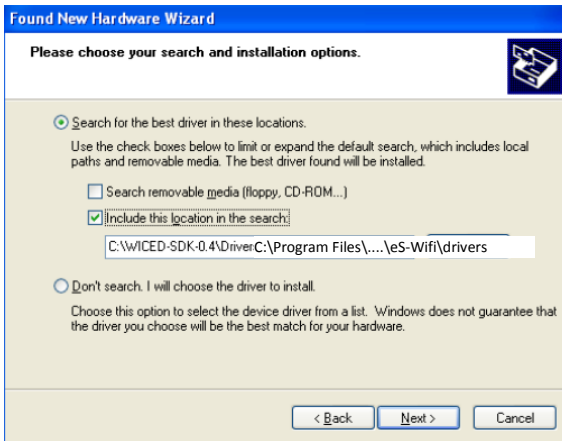 Found New Hardware Wizard
Please choose your search and installation options.
Search for the best driver in these locations.
Use the check boxes below to limit or expand the default search, which includes local
paths and removable media. The best driver found will be installed.
Search removable media (floppy, CD-ROM...)
Include this location in the search:
C:\WICED-SDK-0.4\DriverC:\Program Files\....\eS-Wifi\drivers
Don't search. I will choose the driver to install.
Choose this option to select the device driver from a list. Windows does not guarantee that
the driver you choose will be the best match for your hardware.
< Back Next > Cancel